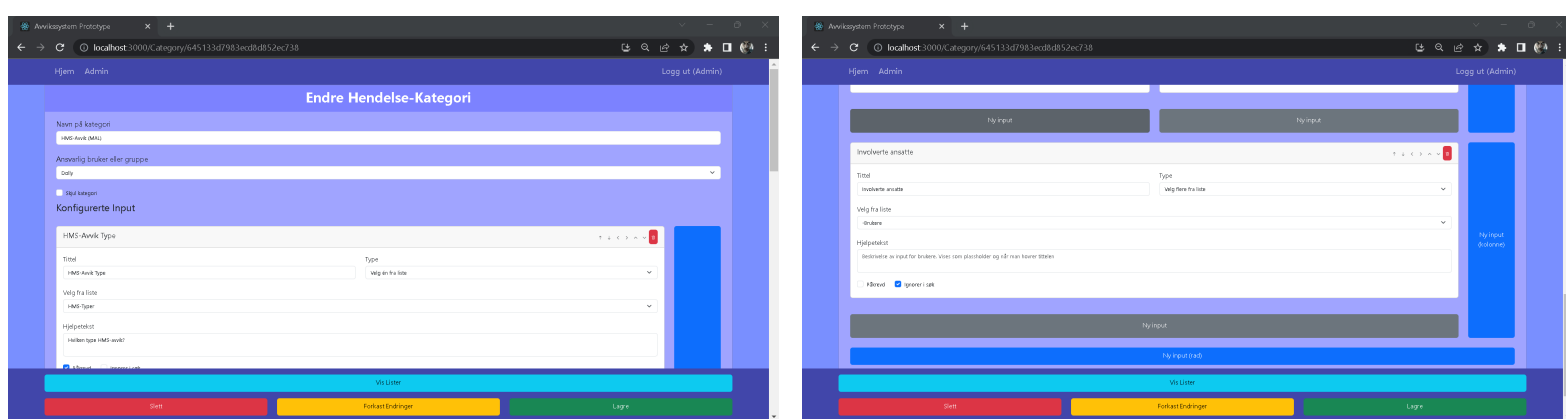 Avvikssystem Prototype
localhost:3000/Category/645133d7983ecd8d852ec738
Hjem Admin Logg ut (Admin)
Endre Hendelse-Kategori
Navn på kategori
HMS-Avvik (MAL)
Ansvarlig bruker eller gruppe
Dolly
Skjul kategori
Konfigurerte Input
HMS-Avvik Type
Tittel Type
HMS-Avvik Type Velg én fra liste
Velg fra liste
HMS-Typer
Hjelpetekst
Hvilken type HMS-avvik?
Påkrevd Ignorer i søk
Vis Lister
Slett Forkast Endringer Lagre
Avvikssystem Prototype
localhost:3000/Category/645133d7983ecd8d852ec738
Hjem Admin Logg ut (Admin)
Ny input Ny input
Involverte ansatte
Tittel Type
Involverte ansatte Velg flere fra liste
Velg fra liste
-Brukere
Ny input
(kolonne)
Hjelpetekst
Beskrivelse av input for brukere. Vises som plassholder og når man hovrer tittelen
Påkrevd Ignorer i søk
Ny input
Ny input (rad)
Vis Lister
Slett Forkast Endringer Lagre